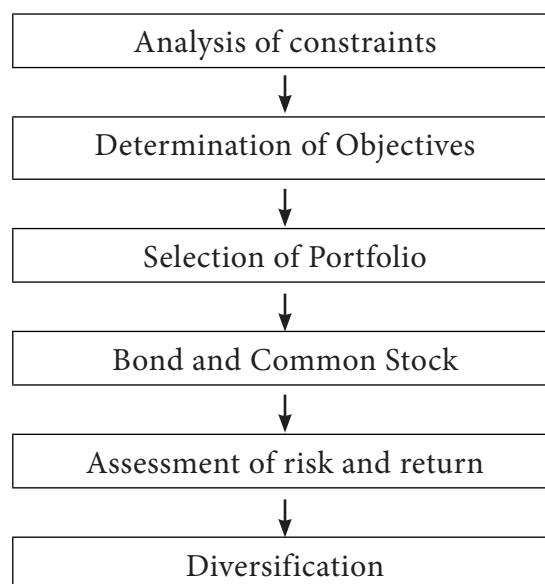 Analysis of constraints
Determination of Objectives
Selection of Portfolio
Bond and Common Stock
Assessment of risk and return
Diversification